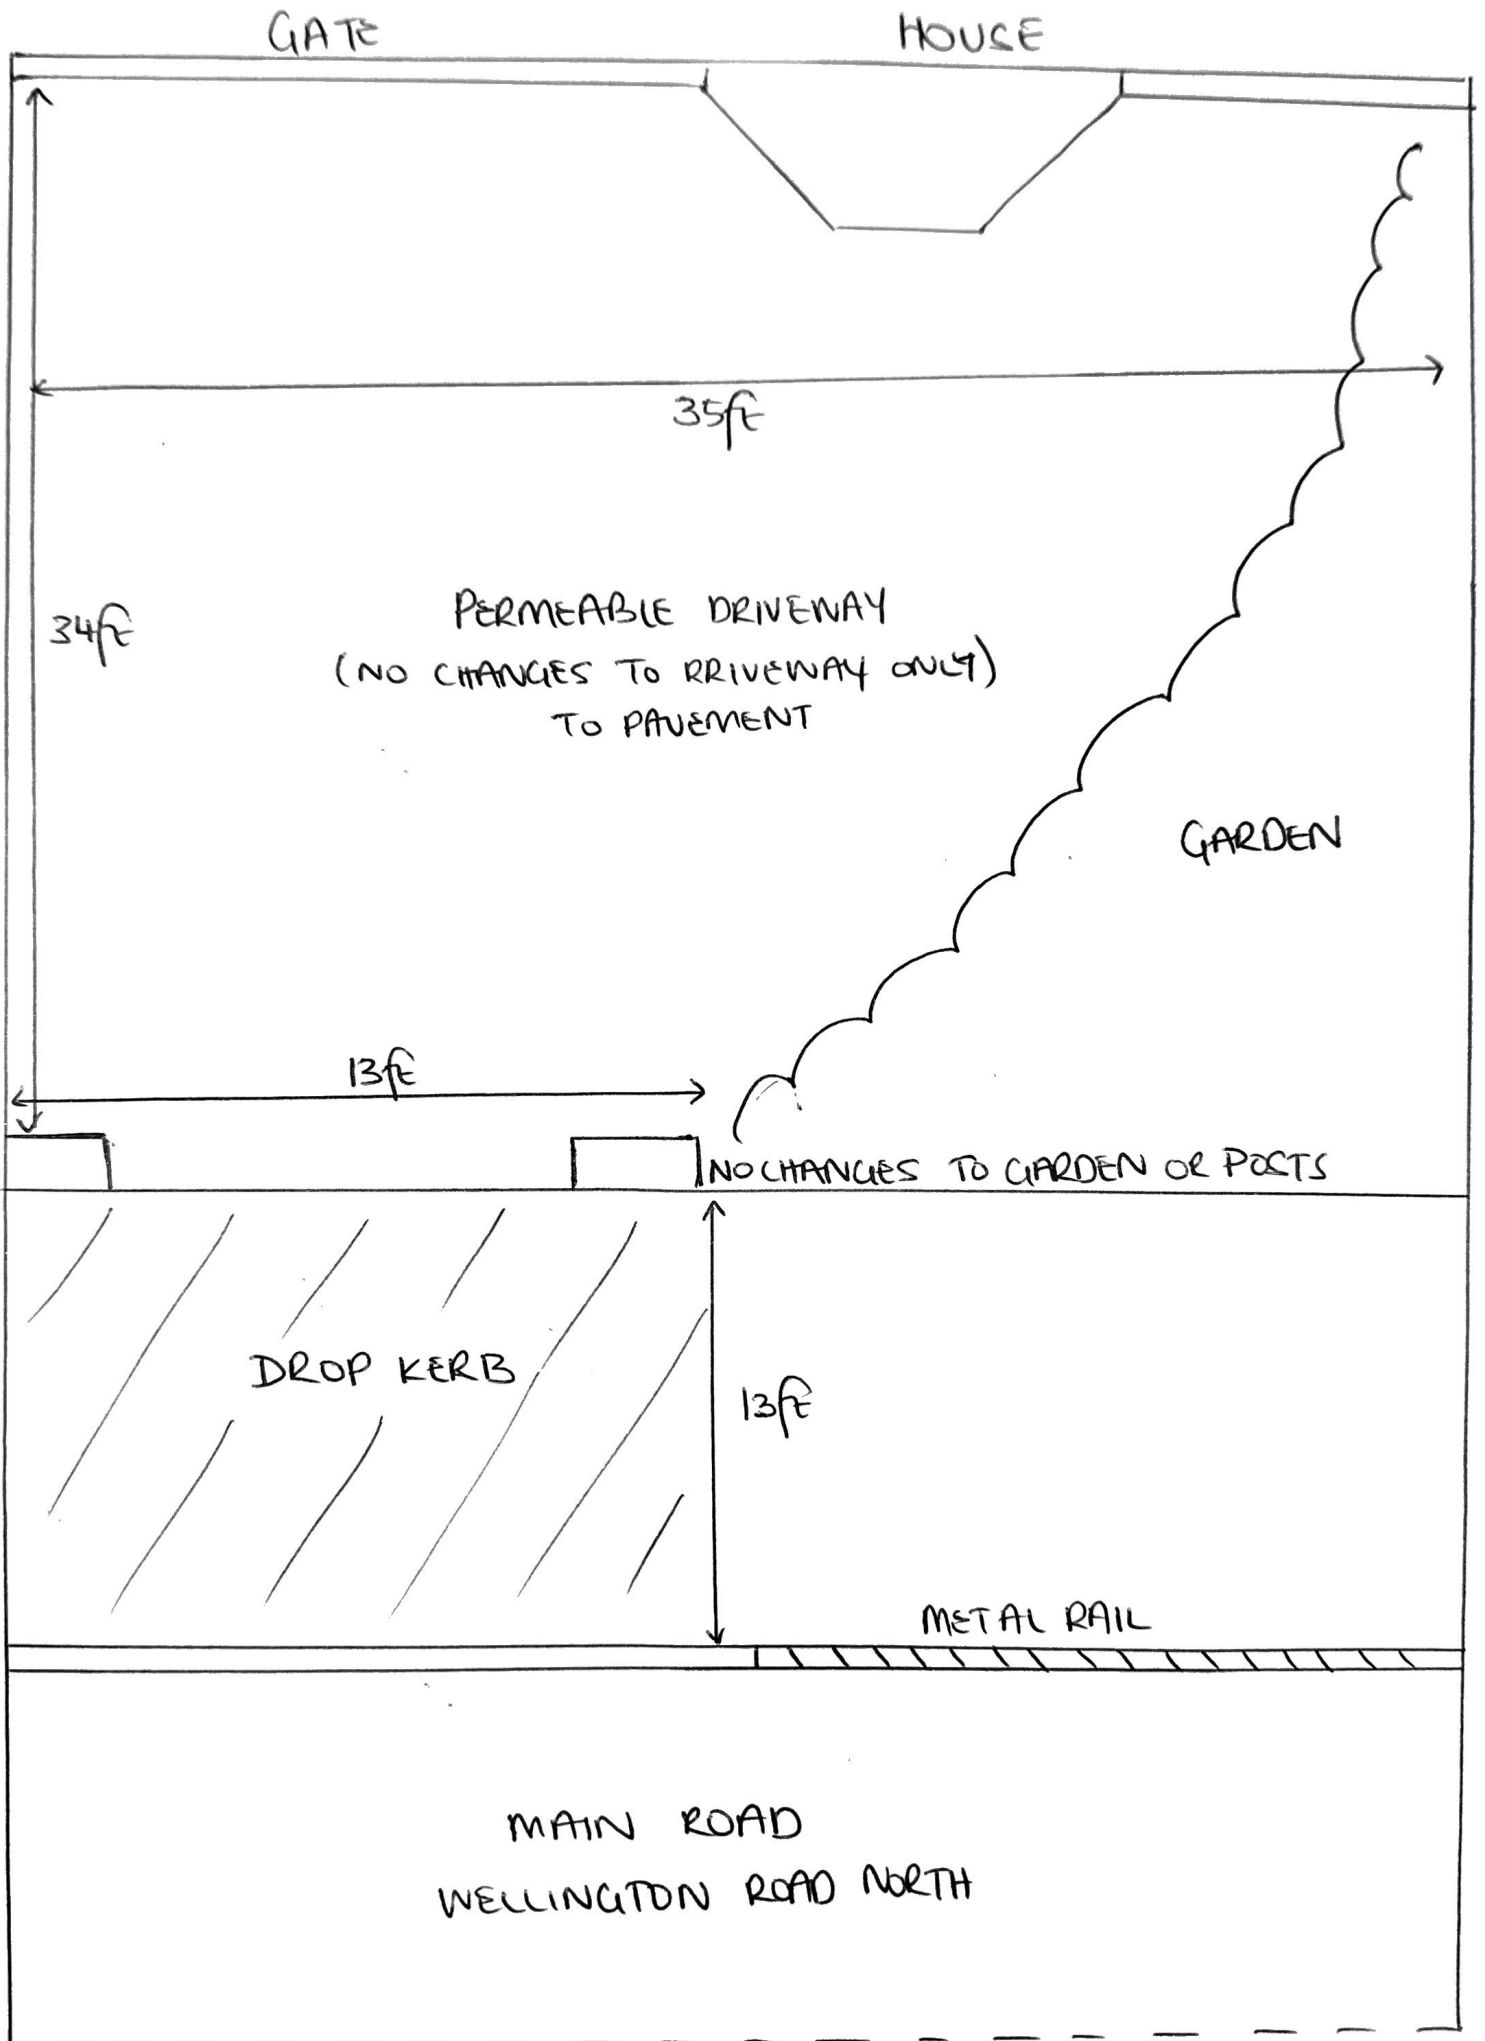 GATE
HOUSE
35ft
34ft
PERMEABLE DRIVEWAY
(NO CHANGES TO RRIVEWAY ONLY)
TO PAVEMENT
GARDEN
13ft
NO CHANGES TO GARDEN OR POSTS
DROP KERB
13ft
METAL RAIL
MAIN ROAD
WELLINGTON ROAD NORTH